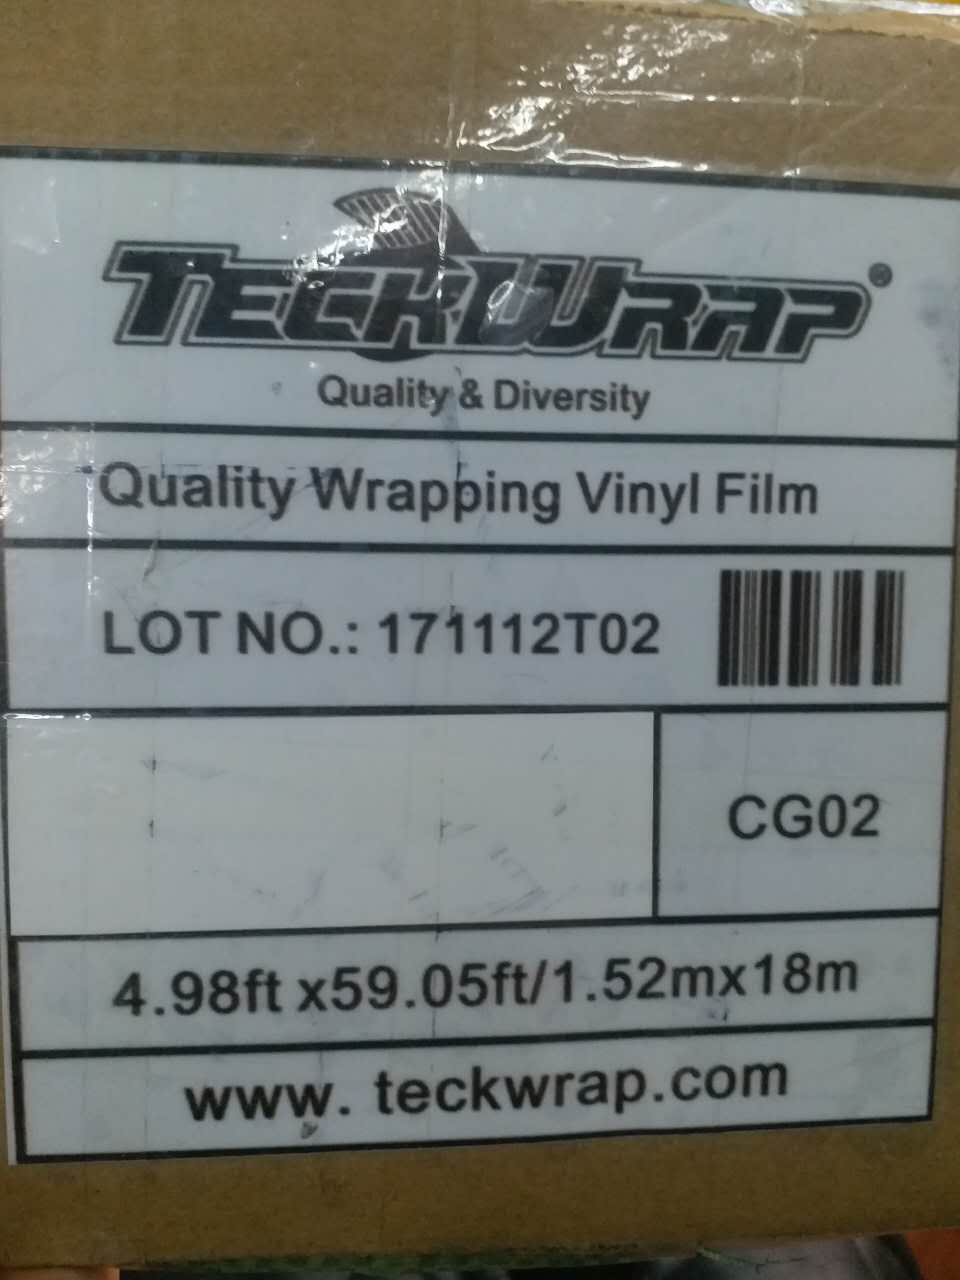 TECKWRAP®
Quality & Diversity
Quality Wrapping Vinyl Film
LOT NO.: 171112T02
CG02
4.98ft x59.05ft/1.52mx18m
www. teckwrap.com